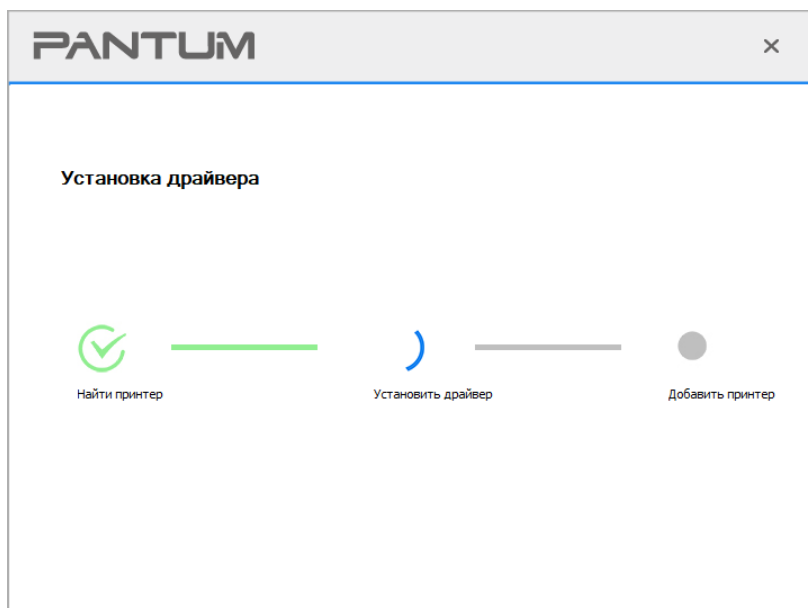 PANTUM
Установка драйвера
Найти принтер
Установить драйвер
Добавить принтер